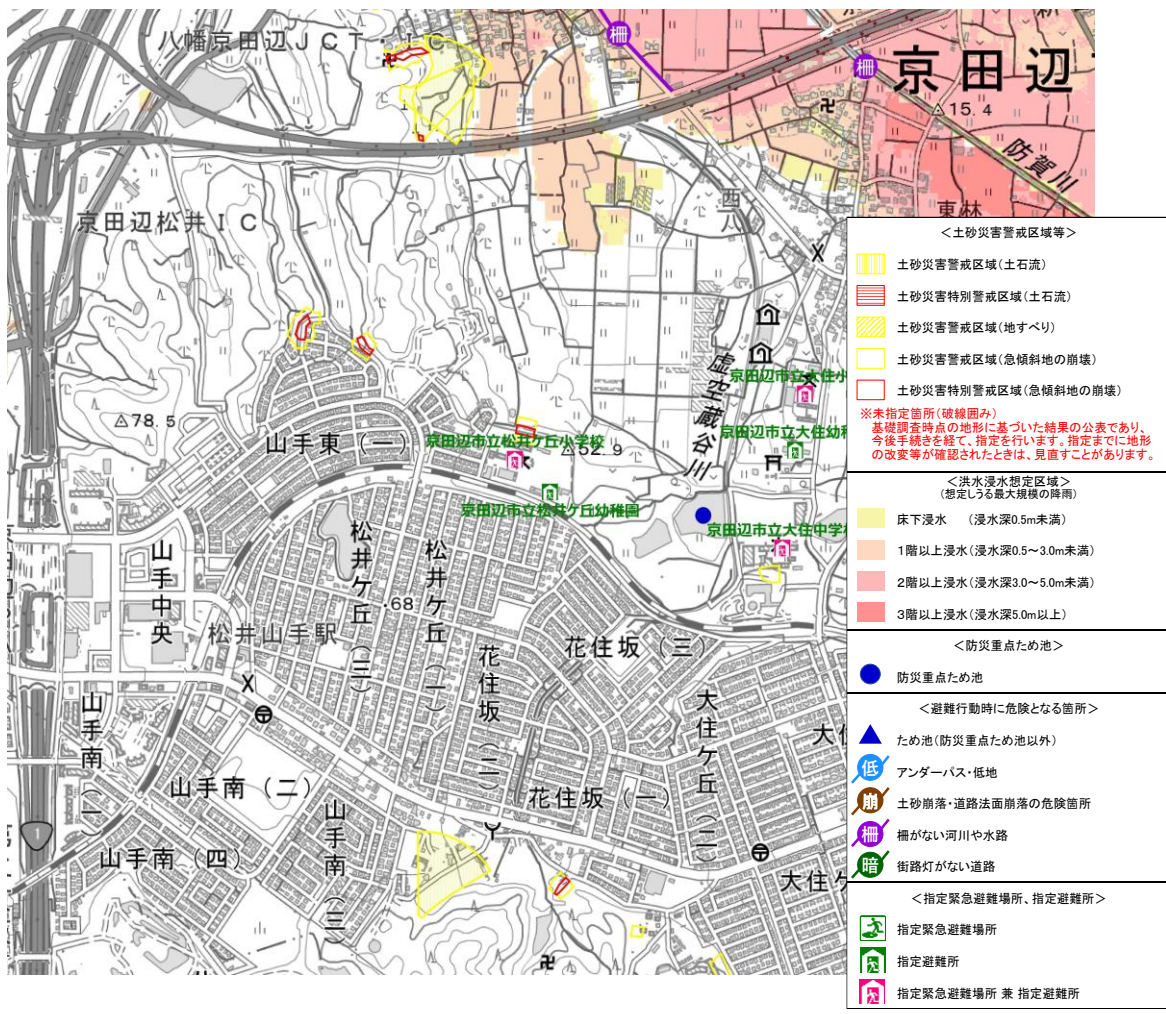 八幡京田辺JCT・IC
京田辺
15.4
防賀川
東林
西八
京田辺松井IC
78.5
山手東(一)
京田辺市立松井ケ丘小学校
52.9
京田辺市立松井ケ丘幼稚園
虚空蔵谷川
京田辺市立大住小
京田辺市立大住幼稚
京田辺市立大住中学校
山手中央
松井ケ丘(三)
松井ケ丘(一)
68
松井山手駅
花住坂(三)
花住坂(二)
大住ケ丘(二)
花住坂(一)
山手南(一)
山手南(二)
山手南(三)
山手南(四)
1
大住ケ
柵
柵
<土砂災害警戒区域等>
土砂災害警戒区域(土石流)
土砂災害特別警戒区域(土石流)
土砂災害警戒区域(地すべり)
土砂災害警戒区域(急傾斜地の崩壊)
土砂災害特別警戒区域(急傾斜地の崩壊)
※未指定箇所(破線囲み)
基礎調査時点の地形に基づいた結果の公表であり、
今後手続きを経て、指定を行います。指定までに地形
の改変等が確認されたときは、見直すことがあります。
<洪水浸水想定区域>
(想定しうる最大規模の降雨)
床下浸水 (浸水深0.5m未満)
1階以上浸水(浸水深0.5~3.0m未満)
2階以上浸水(浸水深3.0~5.0m未満)
3階以上浸水(浸水深5.0m以上)
<防災重点ため池>
防災重点ため池
<避難行動時に危険となる箇所>
ため池(防災重点ため池以外)
低 アンダーパス・低地
崩 土砂崩落・道路法面崩落の危険箇所
柵 柵がない河川や水路
暗 街路灯がない道路
<指定緊急避難場所、指定避難所>
指定緊急避難場所
指定避難所
指定緊急避難場所 兼 指定避難所